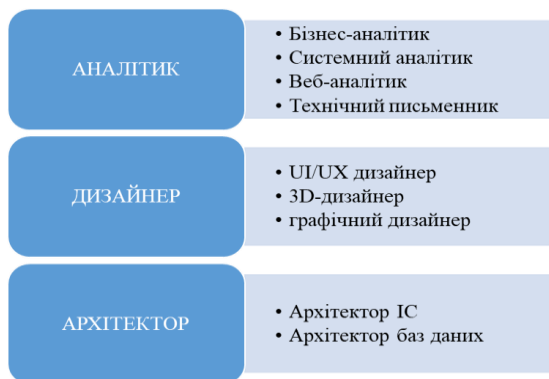 АНАЛІТИК
• Бізнес-аналітик
• Системний аналітик
• Веб-аналітик
• Технічний письменник
ДИЗАЙНЕР
• UI/UX дизайнер
• 3D-дизайнер
• графічний дизайнер
АРХІТЕКТОР
• Архітектор ІС
• Архітектор баз даних